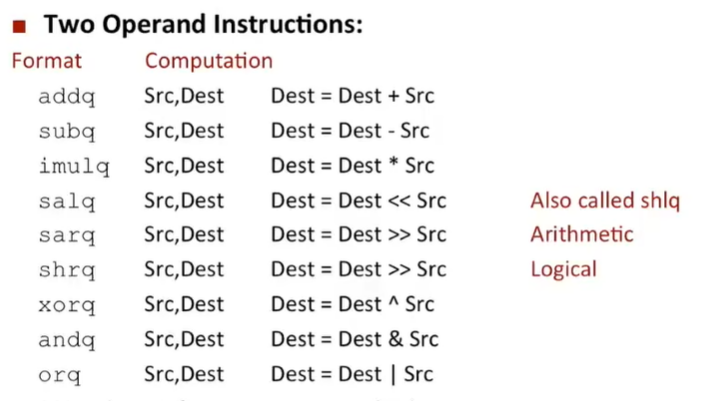 Two Operand Instructions:
Format Computation
addq Src,Dest Dest = Dest + Src
subq Src,Dest Dest = Dest - Src
imulq Src,Dest Dest = Dest * Src
salq Src,Dest Dest = Dest << Src Also called shlq
sarq Src,Dest Dest = Dest >> Src Arithmetic
shrq Src,Dest Dest = Dest >> Src Logical
xorq Src,Dest Dest = Dest ^ Src
andq Src,Dest Dest = Dest & Src
orq Src,Dest Dest = Dest | Src